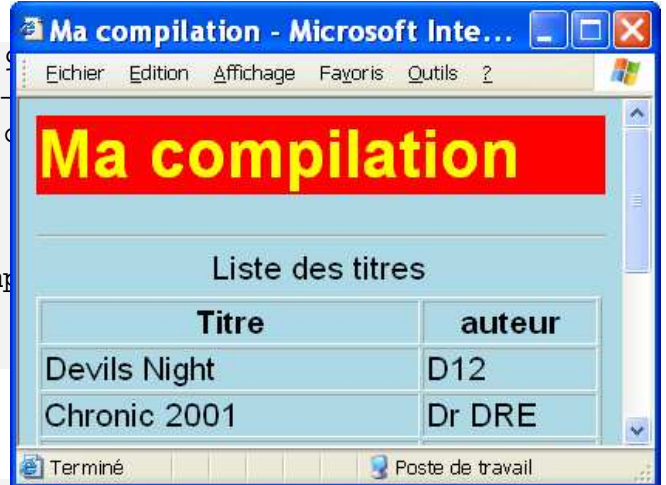 Ma compilation - Microsoft Inte...
Fichier Edition Affichage Favoris Outils ?
Ma compilation
Liste des titres
Titre auteur
Devils Night D12
Chronic 2001 Dr DRE
Terminé Poste de travail